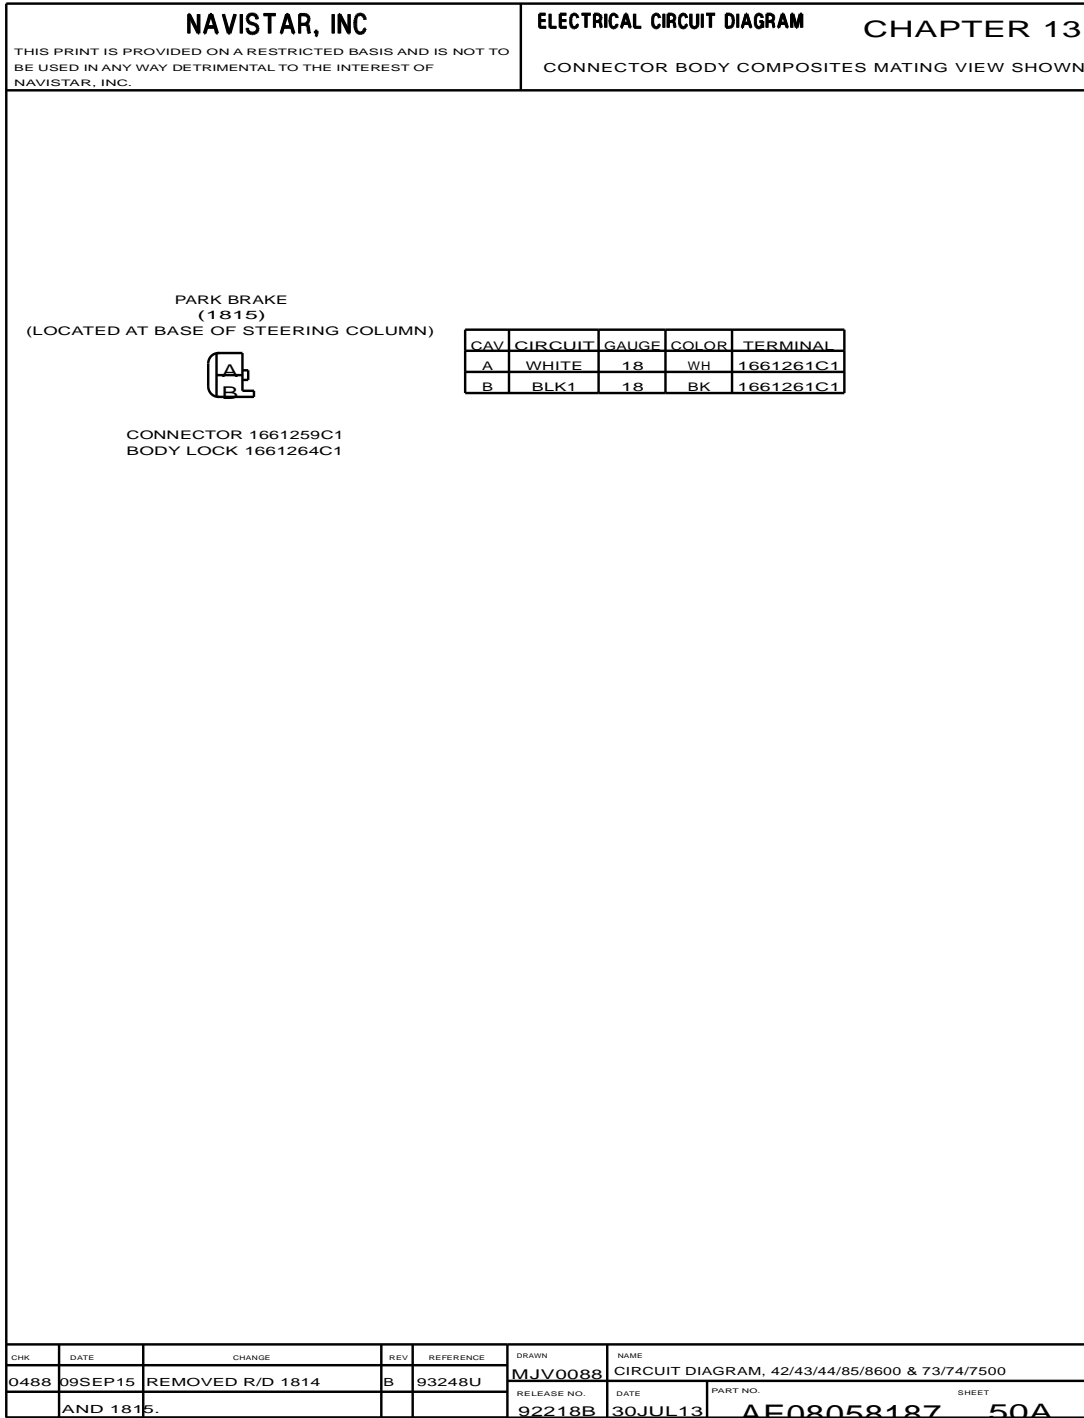 NAVISTAR, INC
THIS PRINT IS PROVIDED ON A RESTRICTED BASIS AND IS NOT TO
BE USED IN ANY WAY DETRIMENTAL TO THE INTEREST OF
NAVISTAR, INC.
ELECTRICAL CIRCUIT DIAGRAM CHAPTER 13
CONNECTOR BODY COMPOSITES MATING VIEW SHOWN
PARK BRAKE
(1815)
(LOCATED AT BASE OF STEERING COLUMN)
A
B
CONNECTOR 1661259C1
BODY LOCK 1661264C1
CAV CIRCUIT GAUGE COLOR TERMINAL
A WHITE 18 WH 1661261C1
B BLK1 18 BK 1661261C1
CHK DATE CHANGE REV REFERENCE
0488 09SEP15 REMOVED R/D 1814 B 93248U
AND 1815.
DRAWN NAME
MJV0088 CIRCUIT DIAGRAM, 42/43/44/85/8600 & 73/74/7500
RELEASE NO. DATE PART NO. SHEET
92218B 30JUL13 AE08058187 50A